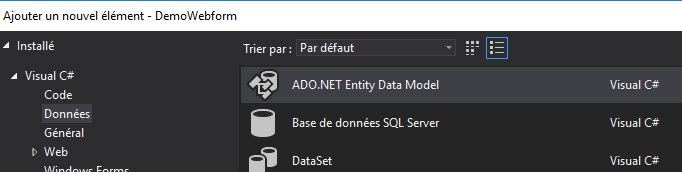 Ajouter un nouvel élément - DemoWebform
Installé
Trier par : Par défaut
Visual C#
Code
Données
Général
Web
Windows Forms
ADO.NET Entity Data Model Visual C#
Base de données SQL Server Visual C#
DataSet Visual C#